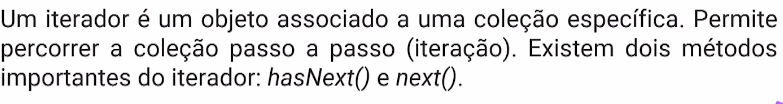 Um iterador é um objeto associado a uma coleção específica. Permite
percorrer a coleção passo a passo (iteração). Existem dois métodos
importantes do iterador: hasNext() e next().